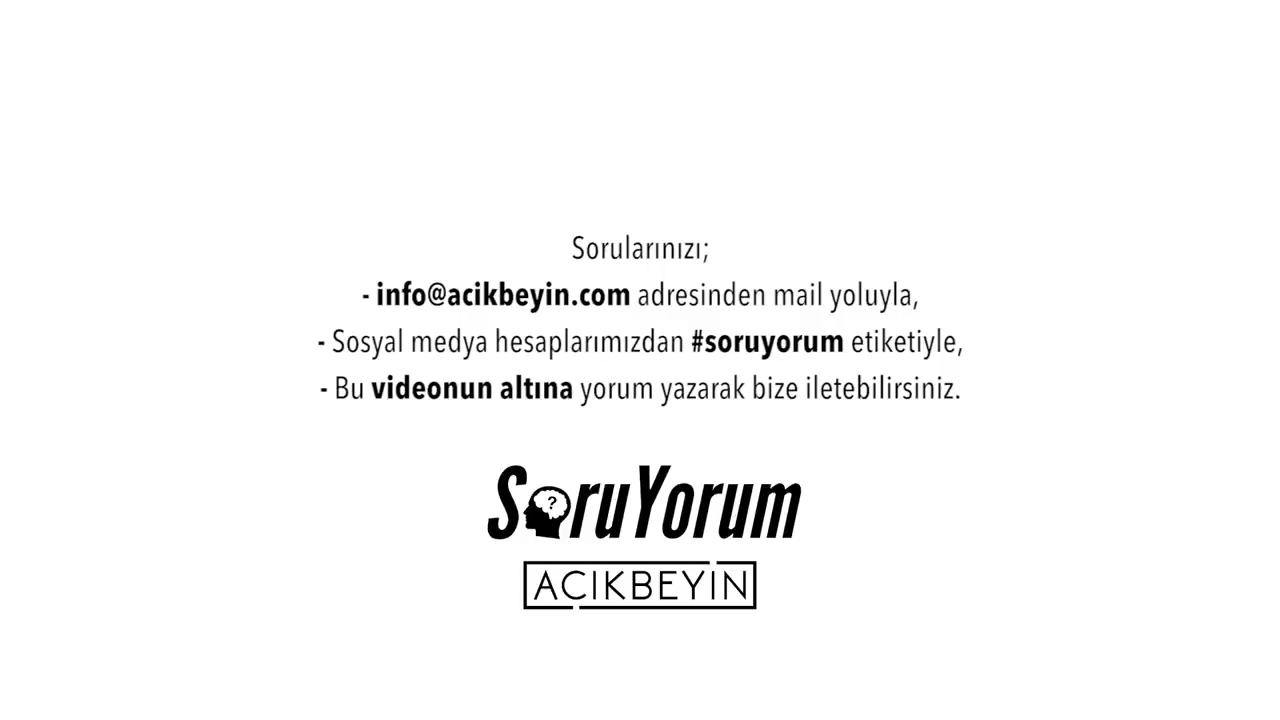 Sorularınızı;
- info@acikbeyin.com adresinden mail yoluyla,
- Sosyal medya hesaplarımızdan #soruyorum etiketiyle,
- Bu videonun altına yorum yazarak bize iletebilirsiniz.
SoruYorum
AÇIKBEYİN